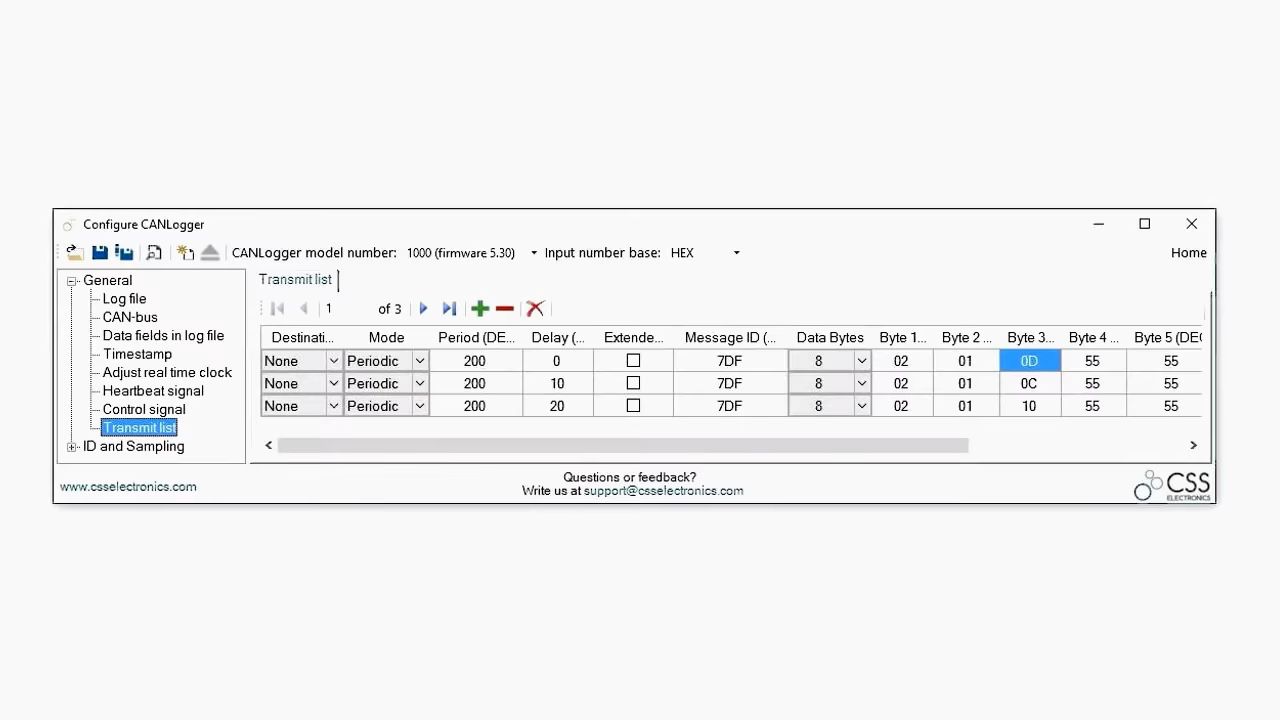 Configure CANLogger
CANLogger model number: 1000 (firmware 5.30) Input number base: HEX Home
General
Log file
CAN-bus
Data fields in log file
Timestamp
Adjust real time clock
Heartbeat signal
Control signal
Transmit list
ID and Sampling
Transmit list
1 of 3
Destinati... Mode Period (DE... Delay (... Extende... Message ID (... Data Bytes Byte 1... Byte 2 ... Byte 3... Byte 4 ... Byte 5 (DEC
None Periodic 200 0 7DF 8 02 01 0D 55 55
None Periodic 200 10 7DF 8 02 01 0C 55 55
None Periodic 200 20 7DF 8 02 01 10 55 55
www.csselectronics.com
Questions or feedback?
Write us at support@csselectronics.com
CSS
ELECTRONICS